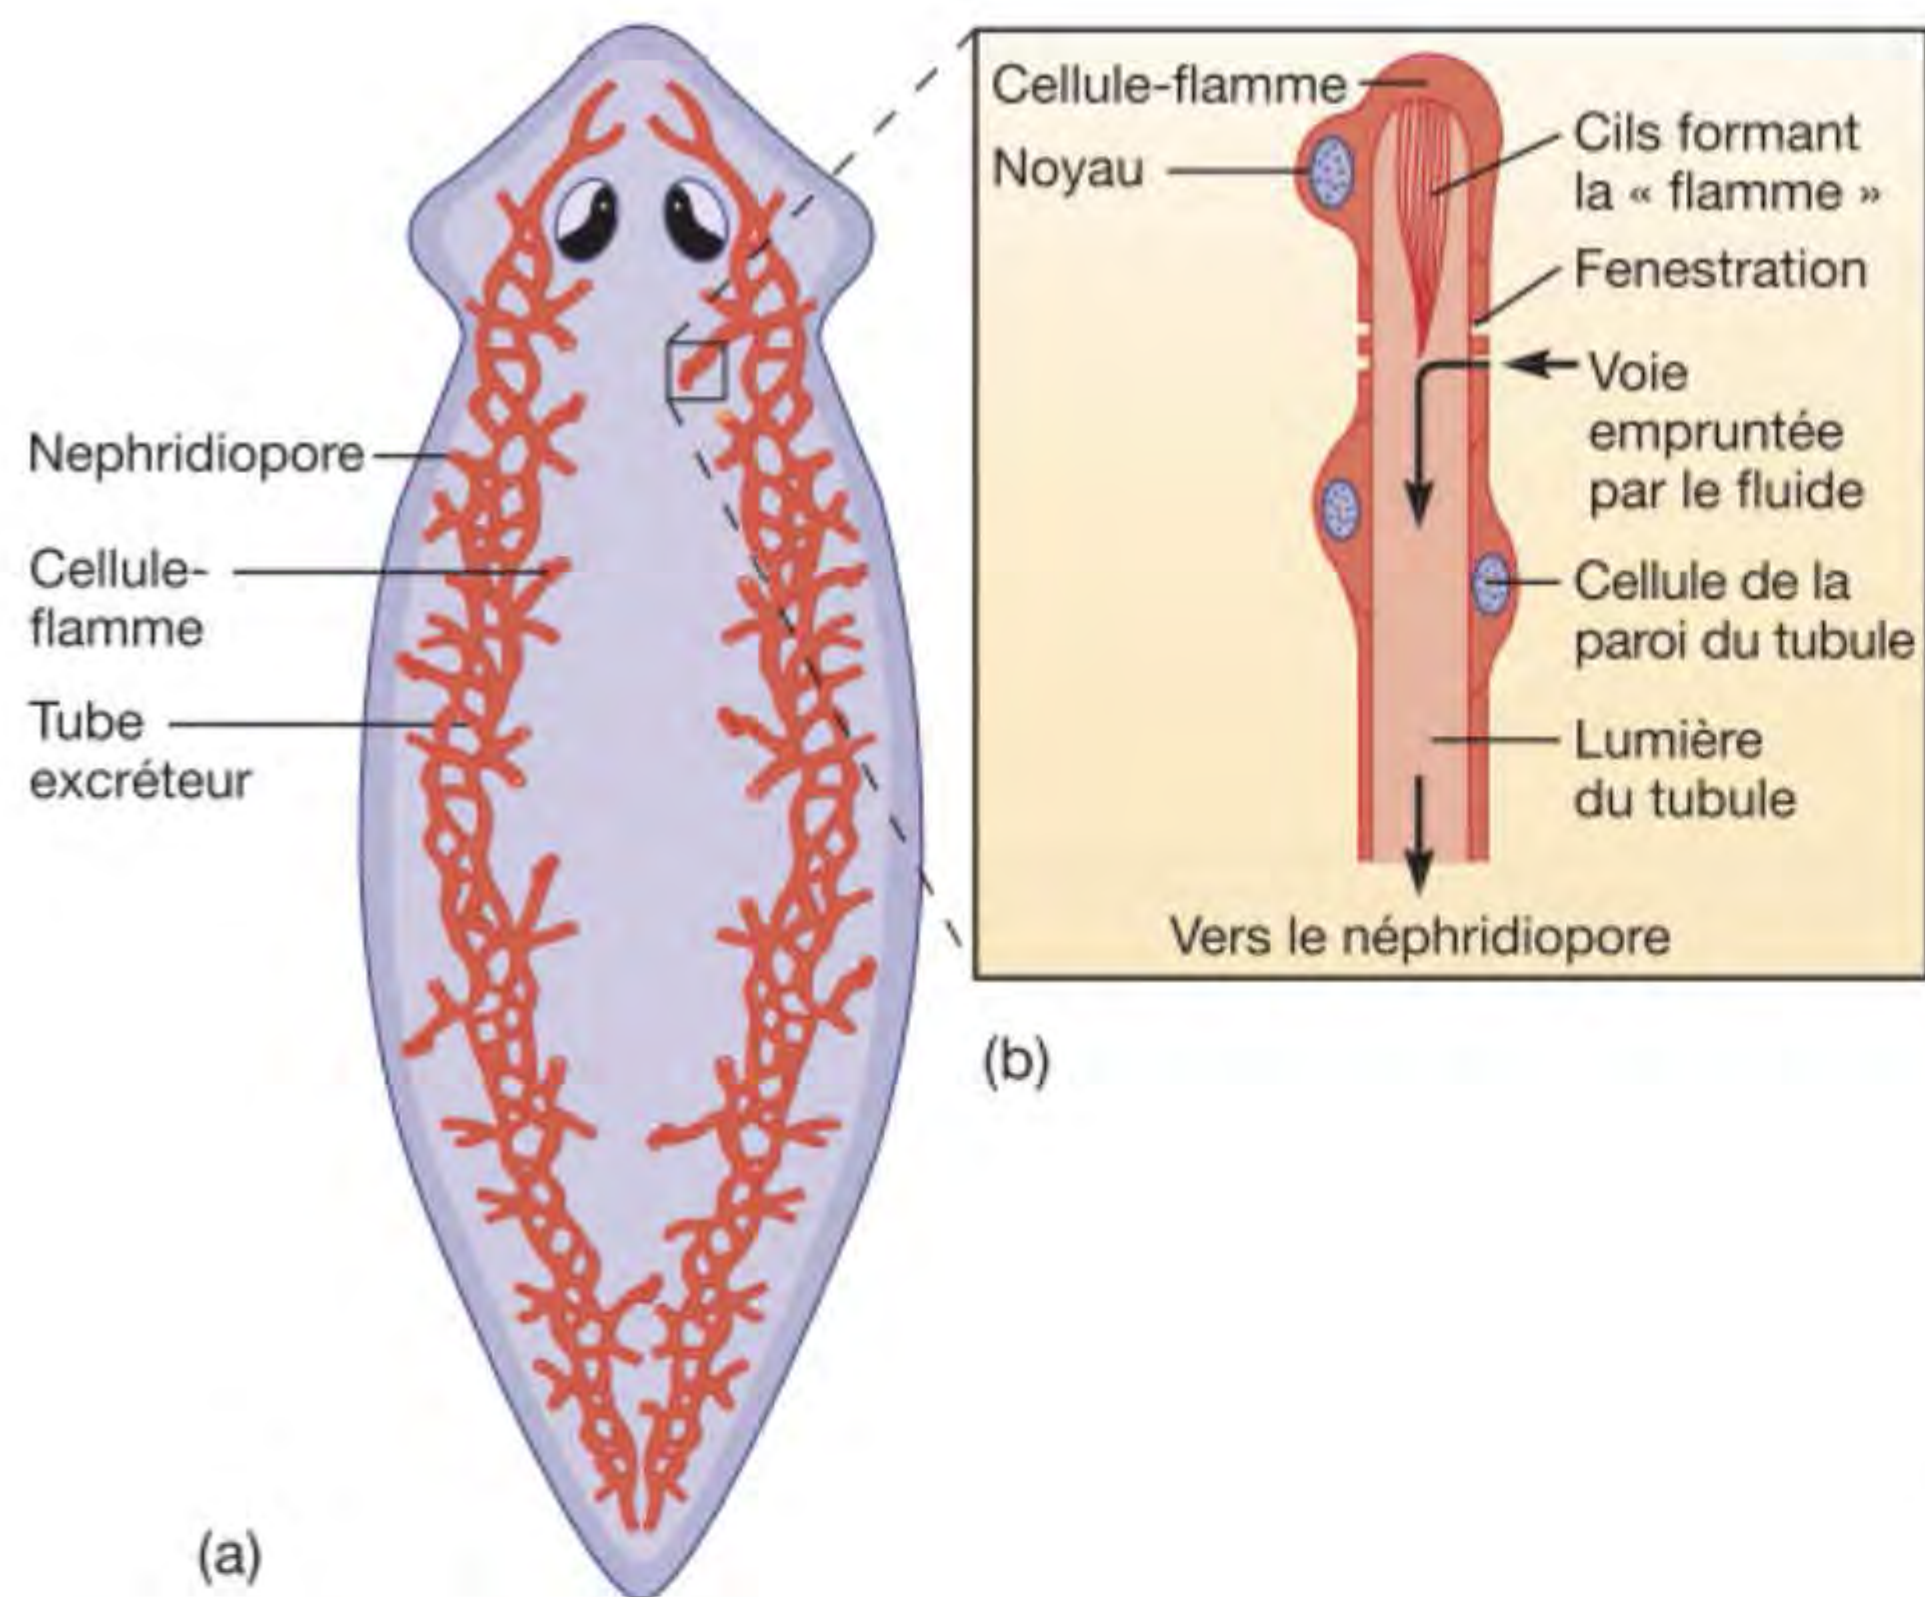 Nephridiopore
Cellule-
flamme
Tube
excréteur
(a)
Cellule-flamme
Noyau
Cils formant
la « flamme »
Fenestration
Voie
empruntée
par le fluide
Cellule de la
paroi du tubule
Lumière
du tubule
Vers le néphridiopore
(b)